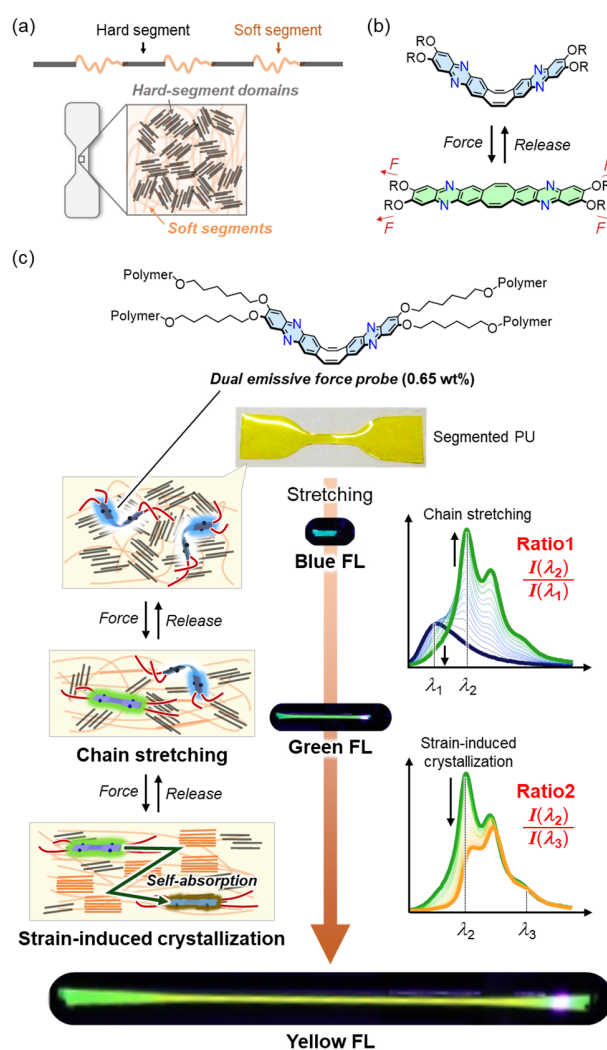 (a)
Hard segment
Soft segment
Hard-segment domains
Soft segments
(b)
RO
RO
N
N
N
N
OR
OR
Force
Release
F
F
RO
RO
N
N
N
N
OR
OR
F
F
(c)
Polymer
O
O
O
Polymer
Polymer
O
O
O
O
O
Polymer
N
N
N
N
Dual emissive force probe (0.65 wt%)
Segmented PU
Stretching
Blue FL
Force
Release
Chain stretching
Green FL
Force
Release
Self-absorption
Strain-induced crystallization
Chain stretching
Ratio1
I(λ2)
I(λ1)
λ1
λ2
Strain-induced
crystallization
Ratio2
I(λ2)
I(λ3)
λ2
λ3
Yellow FL